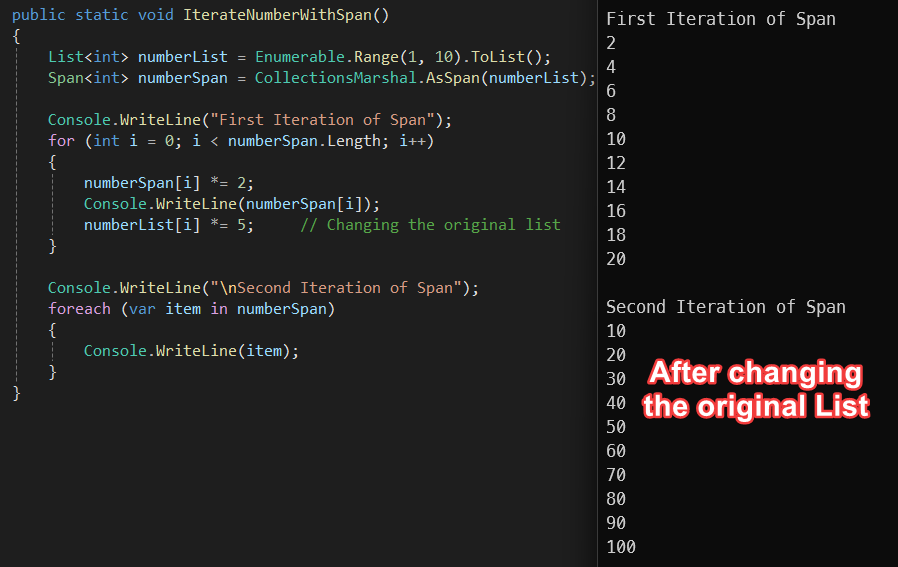 public static void IterateNumberWithSpan()
{
    List<int> numberList = Enumerable.Range(1, 10).ToList();
    Span<int> numberSpan = CollectionsMarshal.AsSpan(numberList);

    Console.WriteLine("First Iteration of Span");
    for (int i = 0; i < numberSpan.Length; i++)
    {
        numberSpan[i] *= 2;
        Console.WriteLine(numberSpan[i]);
        numberList[i] *= 5;     // Changing the original list
    }

    Console.WriteLine("\nSecond Iteration of Span");
    foreach (var item in numberSpan)
    {
        Console.WriteLine(item);
    }
}
First Iteration of Span
2
4
6
8
10
12
14
16
18
20

Second Iteration of Span
10
20
30
40
50
60
70
80
90
100
After changing
the original List